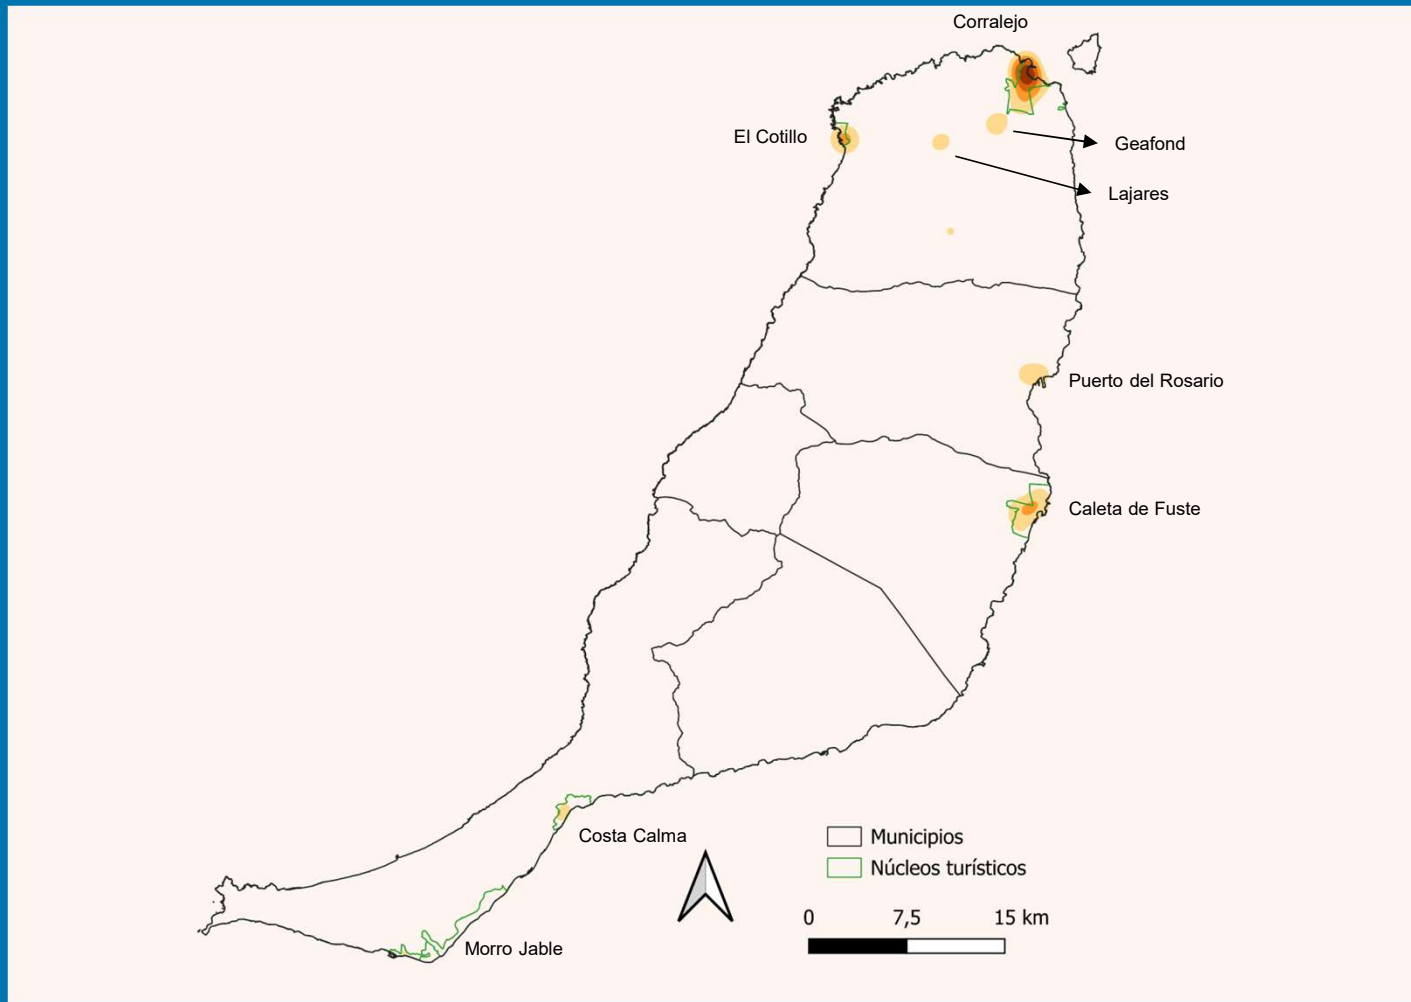 Corralejo
El Cotillo
Geafond
Lajares
Puerto del Rosario
Caleta de Fuste
Costa Calma
Municipios
Núcleos turísticos
0 7,5 15 km
Morro Jable